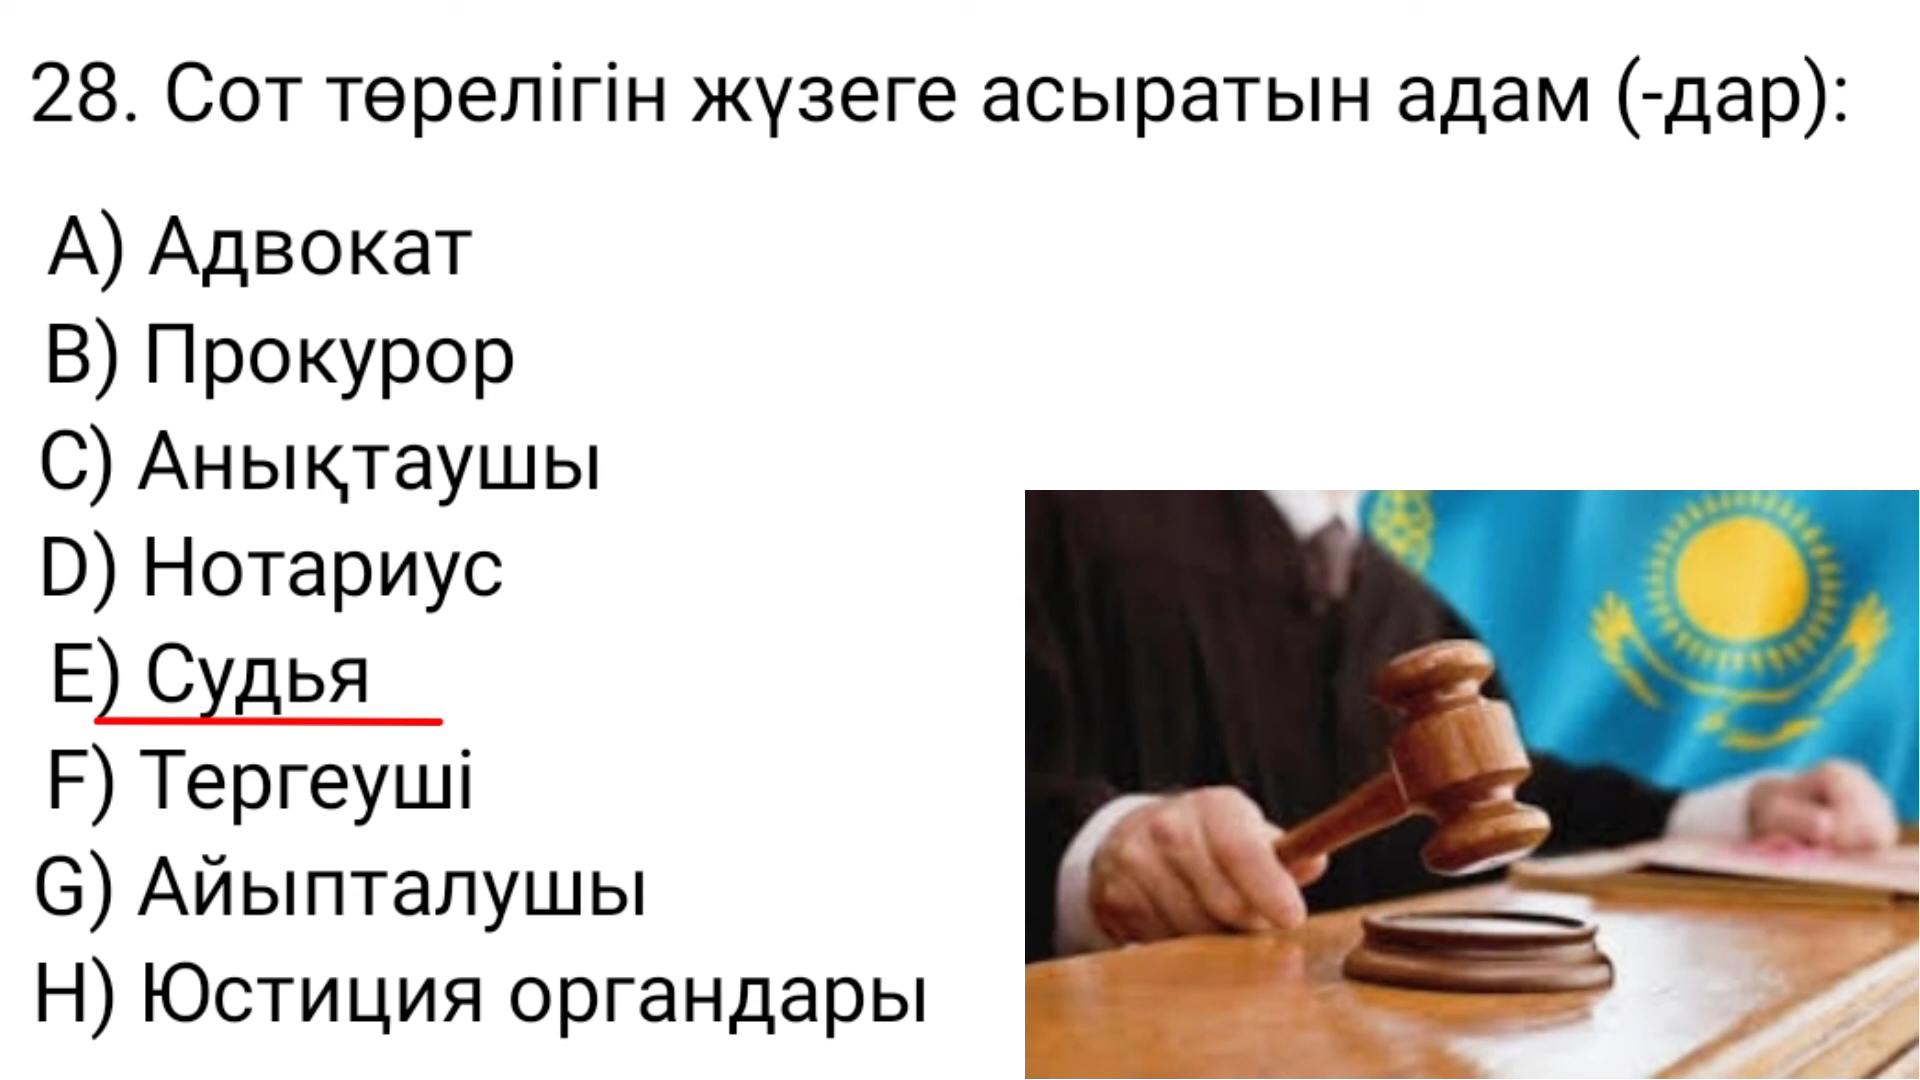 28. Сот төрелігін жүзеге асыратын адам (-дар):
A) Адвокат
B) Прокурор
C) Анықтаушы
D) Нотариус
E) Судья
F) Тергеуші
G) Айыпталушы
H) Юстиция органдары